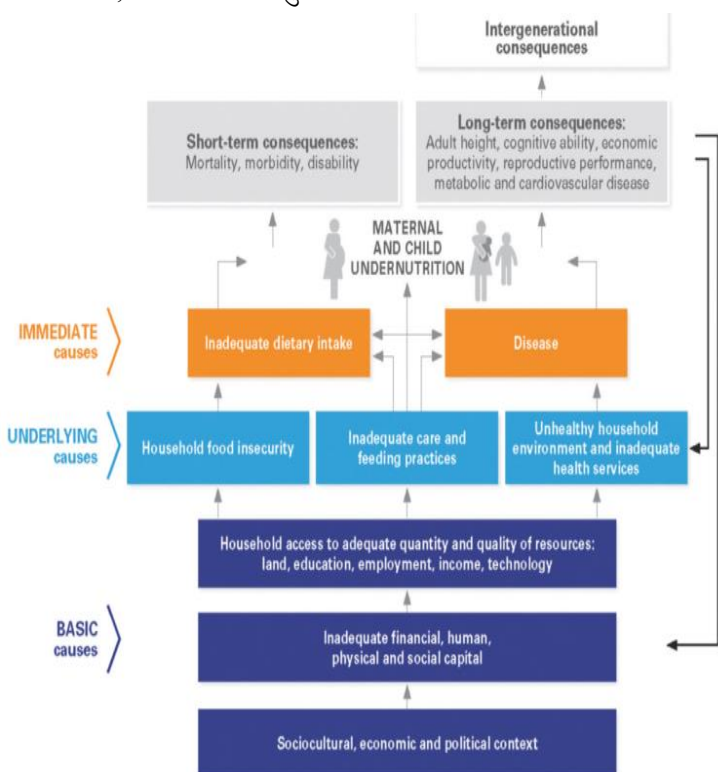 Intergenerational
consequences
Short-term consequences:
Mortality, morbidity, disability
Long-term consequences:
Adult height, cognitive ability, economic
productivity, reproductive performance,
metabolic and cardiovascular disease
MATERNAL
AND CHILD
UNDERNUTRITION
IMMEDIATE
causes
Inadequate dietary intake
Disease
UNDERLYING
causes
Household food insecurity
Inadequate care and
feeding practices
Unhealthy household
environment and inadequate
health services
Household access to adequate quantity and quality of resources:
land, education, employment, income, technology
BASIC
causes
Inadequate financial, human,
physical and social capital
Sociocultural, economic and political context